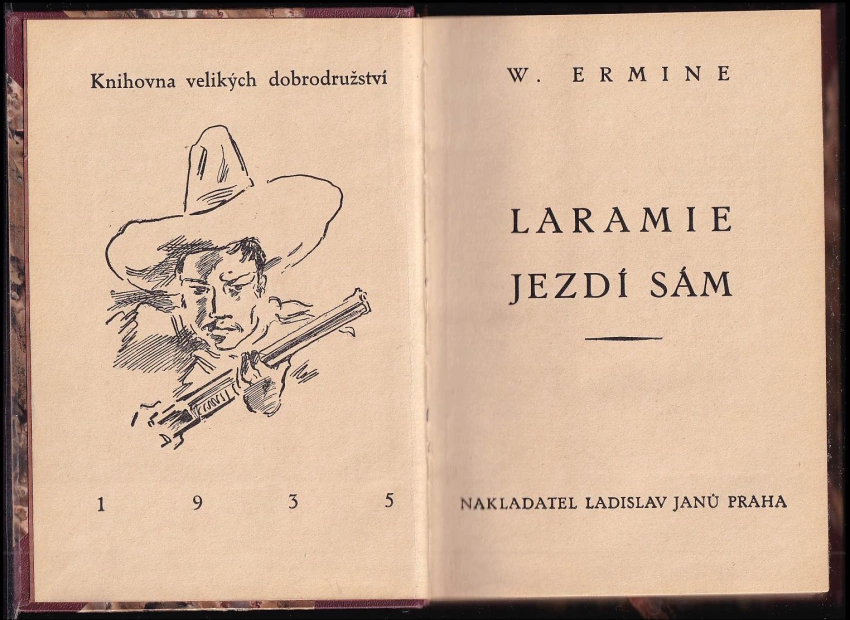 Knihovna velikých dobrodružství
1 9 3 5
W. ERMINE
LARAMIE
JEZDÍ SÁM
NAKLADATEL LADISLAV JANŮ PRAHA